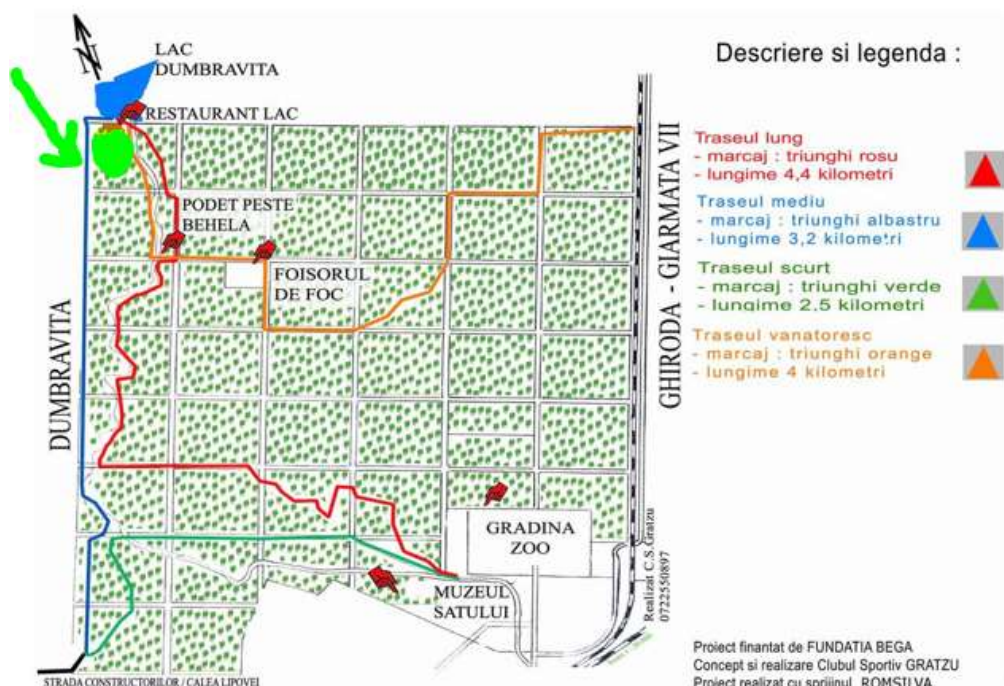 N
LAC
DUMBRAVITA
RESTAURANT LAC
PODET PESTE
BEHELA
FOISORUL
DE FOC
DUMBRAVITA
GRADINA
ZOO
MUZEUL
SATULUI
STRADA CONSTRUCTORILOR / CALEA LIPOVEI
GHIRODA - GIARMATA VII
Realizat C.S. Gratzu
0722550897
Descriere si legenda :
Traseul lung
- marcaj : triunghi rosu
- lungime 4,4 kilometri
Traseul mediu
- marcaj : triunghi albastru
- lungime 3,2 kilometri
Traseul scurt
- marcaj : triunghi verde
- lungime 2,5 kilometri
Traseul vanatoresc
- marcaj : triunghi orange
- lungime 4 kilometri
Proiect finantat de FUNDATIA BEGA
Concept si realizare Clubul Sportiv GRATZU
Proiect realizat cu sprijinul ROMSILVA